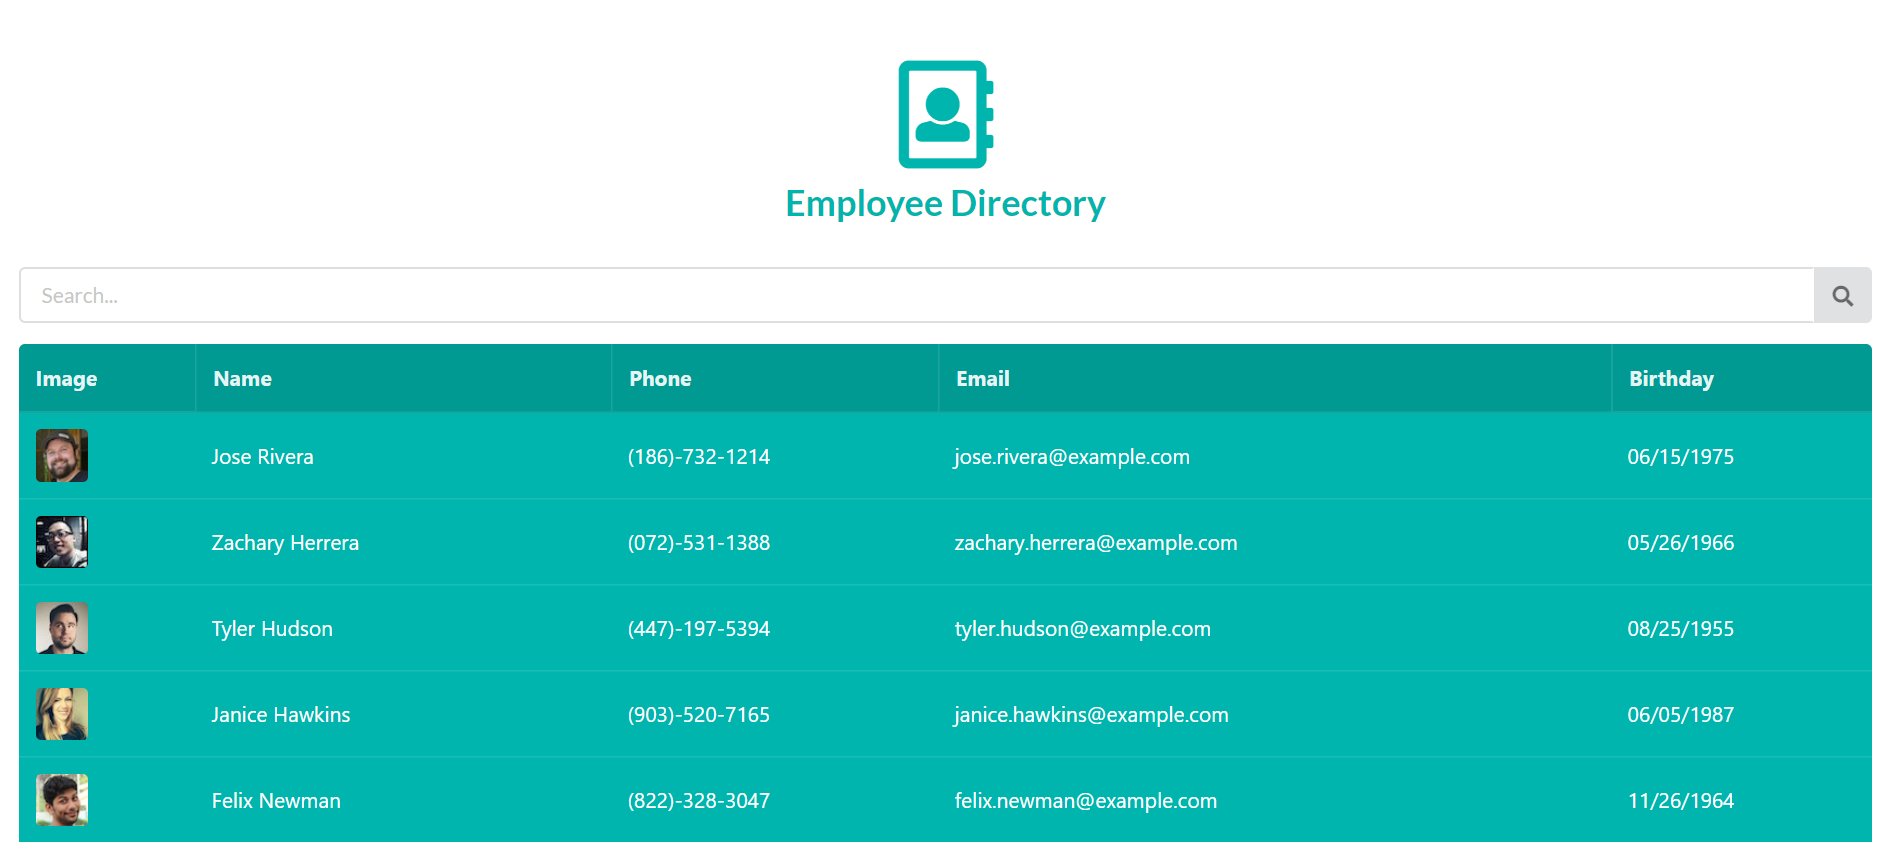 Employee Directory
Search...
Image Name Phone Email Birthday
Jose Rivera (186)-732-1214 jose.rivera@example.com 06/15/1975
Zachary Herrera (072)-531-1388 zachary.herrera@example.com 05/26/1966
Tyler Hudson (447)-197-5394 tyler.hudson@example.com 08/25/1955
Janice Hawkins (903)-520-7165 janice.hawkins@example.com 06/05/1987
Felix Newman (822)-328-3047 felix.newman@example.com 11/26/1964